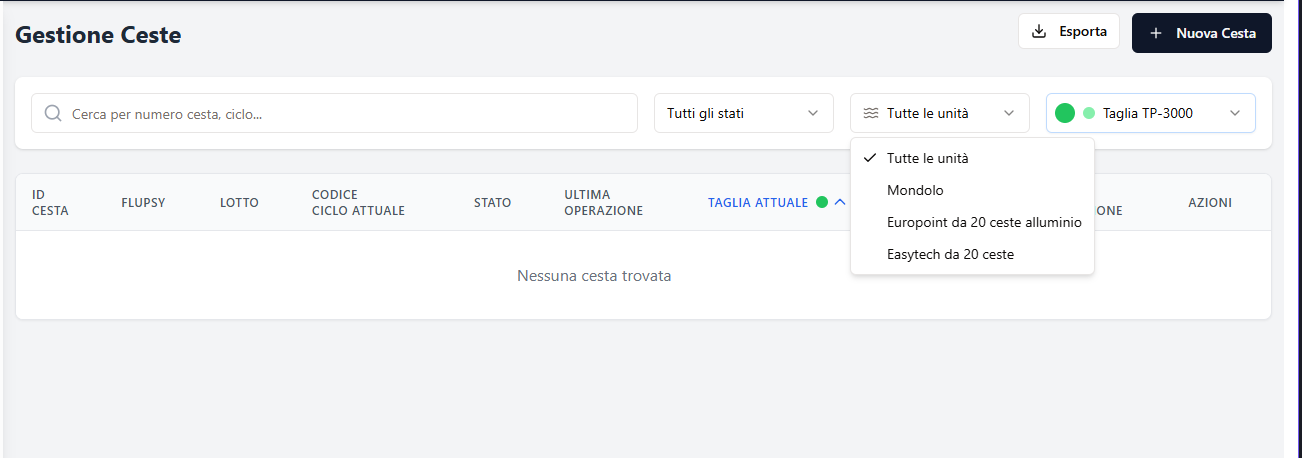 Gestione Ceste
Esporta
Nuova Cesta
Cerca per numero cesta, ciclo...
Tutti gli stati
Tutte le unità
Taglia TP-3000
Tutte le unità
Mondolo
Europoint da 20 ceste alluminio
Easytech da 20 ceste
ID
CESTA
FLUPSY
LOTTO
CODICE
CICLO ATTUALE
STATO
ULTIMA
OPERAZIONE
TAGLIA ATTUALE
ONE
AZIONI
Nessuna cesta trovata